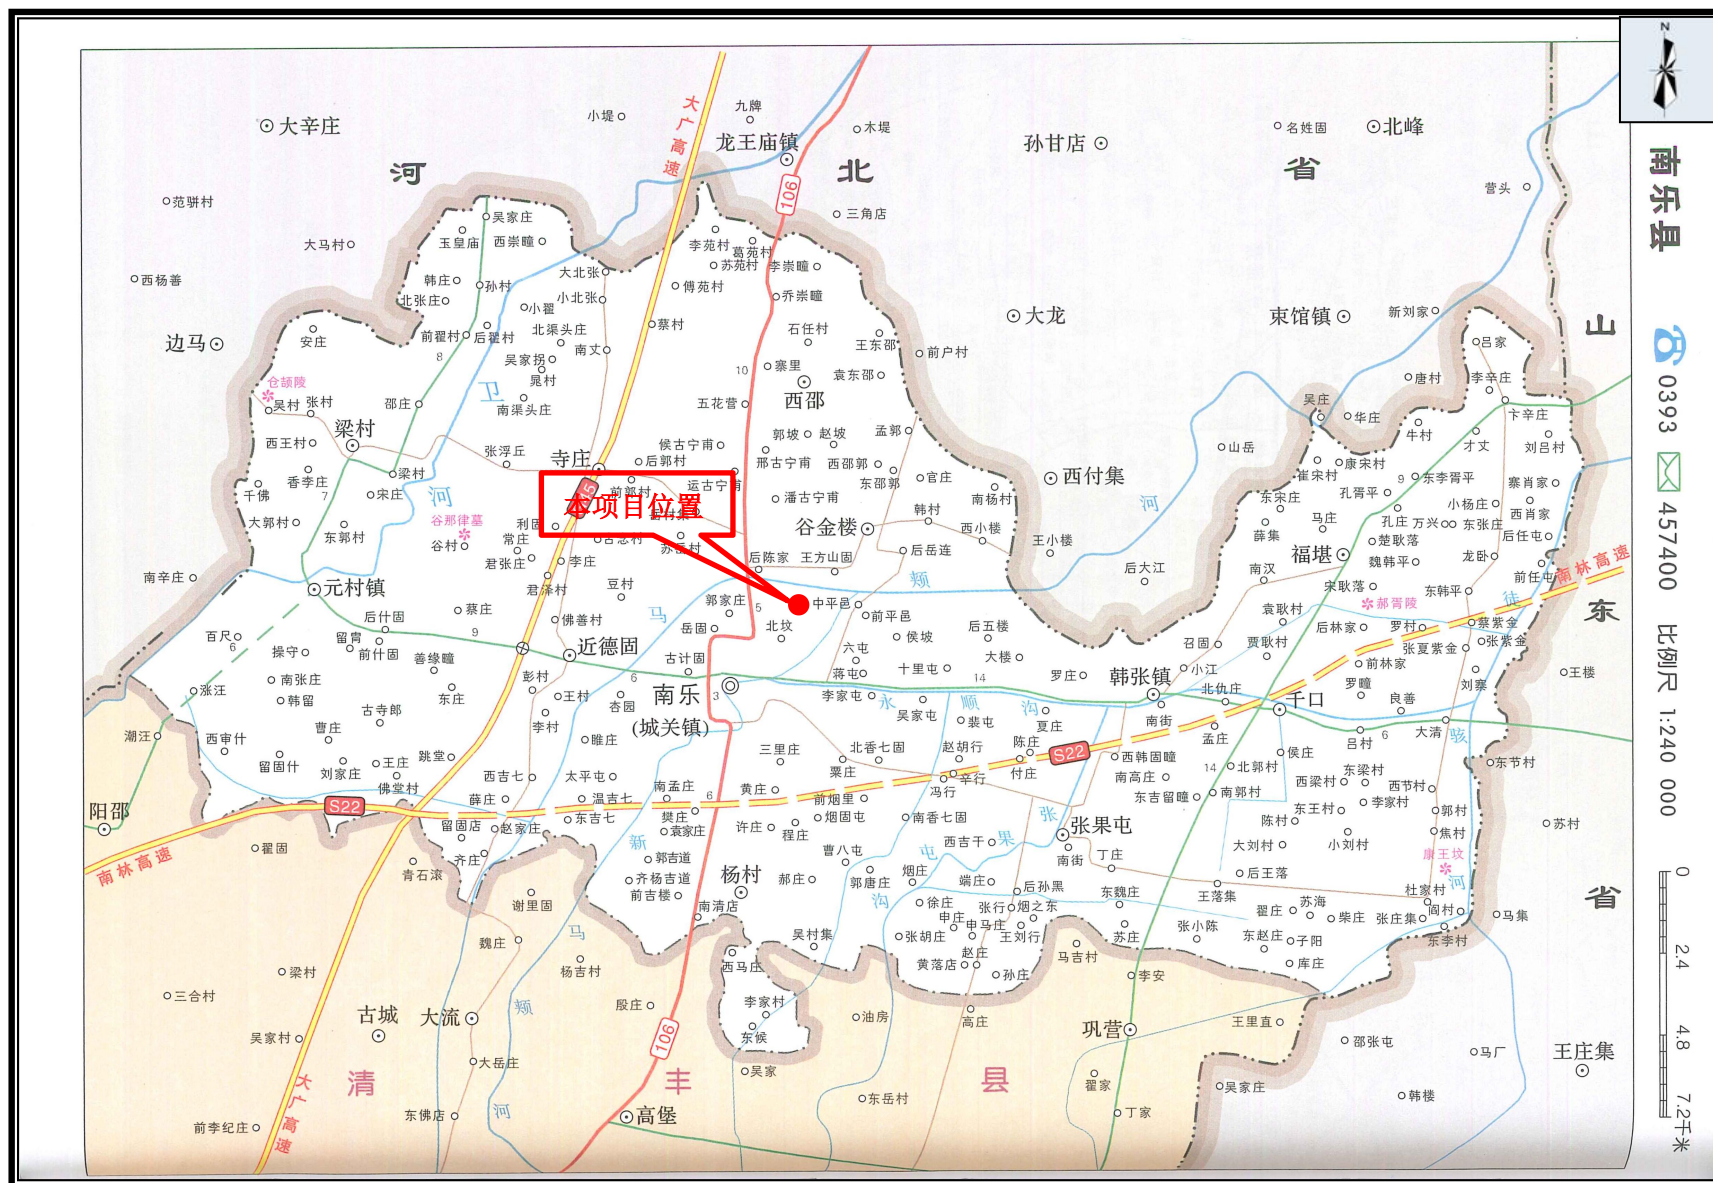 N
南乐县
0393
457400
比例尺 1:240 000
0
2.4
4.8
7.2千米
河
北
省
山
东
省
清
丰
县
本项目位置
大辛庄
小堤
九牌
木堤
龙王庙镇
孙甘店
名姓固
北峰
营头
范骈村
三角店
大马村
西杨善
边马
大龙
束馆镇
新刘家
前户村
唐村
山岳
西付集
大广高速
106
吴家庄
玉皇庙
西崇疃
韩庄
孙村
北张庄
大北张
小北张
小翟
前翟村
后翟村
北渠头庄
南丈
吴家拐
晁村
南渠头庄
8
李苑村
葛苑村
苏苑村
李崇疃
傅苑村
乔崇疃
蔡村
石任村
王东邵
寨里
袁东邵
10
西邵
五花营
安庄
仓颉陵
吴村
张村
邵庄
梁村
西王村
香李庄
千佛
7
梁村
宋庄
大郭村
东郭村
卫
河
张浮丘
寺庄
后郭村
前郭村
候古宁甫
郭坡
赵坡
孟郭
邢古宁甫
西邵郭
东邵郭
运古宁甫
潘古宁甫
官庄
南杨村
韩村
西小楼
谷金楼
谷那律墓
谷村
利固
常庄
君张庄
李庄
君泽村
豆村
后陈家
王方山固
后岳连
王小楼
后大江
南辛庄
元村镇
后什固
蔡庄
佛善村
马
颊
河
郭家庄
岳固
5
北坟
中平邑
前平邑
百尺
6
留胄
前什固
操守
9
善缘疃
近德固
古计固
六屯
侯坡
后五楼
蒋屯
十里屯
大楼
罗庄
召固
小江
韩张镇
南张庄
涨汪
韩留
东庄
彭村
王村
李村
杏园
6
南乐
(城关镇)
3
李家屯
永
顺
沟
14
吴家屯
裴屯
夏庄
南街
北仇庄
千口
潮汪
西审什
曹庄
古寺郎
睢庄
留固什
刘家庄
王庄
佛堂村
跳堂
西吉七
太平屯
三里庄
粟庄
北香七固
赵胡行
陈庄
付庄
辛行
冯行
西韩固疃
孟庄
南高庄
东吉留疃
14
北郭村
南郭村
侯庄
吕村
6
大清
阳邵
S22
薛庄
温吉七
东吉七
南孟庄
樊庄
袁家庄
6
黄庄
前烟里
许庄
程庄
烟固屯
南香七固
西吉干
S22
张
果
屯
沟
张果屯
南街
丁庄
南林高速
翟固
留固店
赵家庄
齐庄
青石滚
新
马
颊
河
郭吉道
齐杨吉道
前吉楼
杨村
南清店
郝庄
曹八屯
郭唐庄
烟庄
端庄
后孙黑
徐庄
申庄
张行
烟之东
申马庄
王刘行
张胡庄
赵庄
黄落店
孙庄
吴村集
东魏庄
苏庄
马吉村
王落集
张小陈
翟庄
苏海
柴庄
张庄集
东赵庄
子阳
库庄
杜家村
阎村
东李村
马集
后王落
大刘村
小刘村
陈村
东王村
西梁村
东梁村
西节村
李家村
郭村
焦村
康王坟
河
东节村
苏村
骇
吕家
李辛庄
卞辛庄
刘吕村
才丈
牛村
吴庄
华庄
崔宋村
康宋村
东宋庄
9
东李胥平
孔胥平
小杨庄
寨肖家
西肖家
薛集
马庄
孔庄
万兴
东张庄
后任屯
福堪
楚耿落
魏韩平
龙卧
前任屯
南汉
宋耿落
东韩平
南林高速
徒
郝胥陵
袁耿村
后林家
罗村
蔡紫金
张紫金
张夏紫金
贾耿村
前林家
罗疃
刘寨
良善
王楼
谢里固
魏庄
杨吉村
梁村
三合村
吴家村
古城
大流
大岳庄
东佛店
前李纪庄
大广高速
殷庄
106
高堡
西马庄
李家村
东候
吴家
油房
高庄
东岳村
李安
巩营
翟家
丁家
王里直
吴家庄
邵张屯
马厂
王庄集
韩楼
河